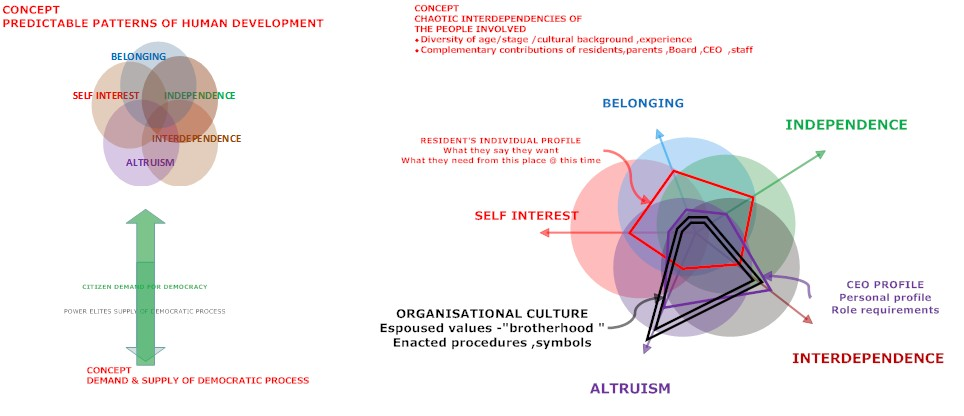 CONCEPT
PREDICTABLE PATTERNS OF HUMAN DEVELOPMENT
BELONGING
SELF INTEREST
INDEPENDENCE
INTERDEPENDENCE
ALTRUISM
CITIZEN DEMAND FOR DEMOCRACY
POWER ELITES SUPPLY OF DEMOCRATIC PROCESS
CONCEPT
DEMAND & SUPPLY OF DEMOCRATIC PROCESS
CONCEPT
CHAOTIC INTERDEPENDENCIES OF
THE PEOPLE INVOLVED
⬥Diversity of age/stage /cultural background ,experience
⬥Complementary contributions of residents,parents ,Board ,CEO ,staff
BELONGING
INDEPENDENCE
RESIDENT'S INDIVIDUAL PROFILE
What they say they want
What they need from this place @ this time
SELF INTEREST
CEO PROFILE
Personal profile
Role requirements
ORGANISATIONAL CULTURE
Espoused values -"brotherhood "
Enacted procedures ,symbols
INTERDEPENDENCE
ALTRUISM